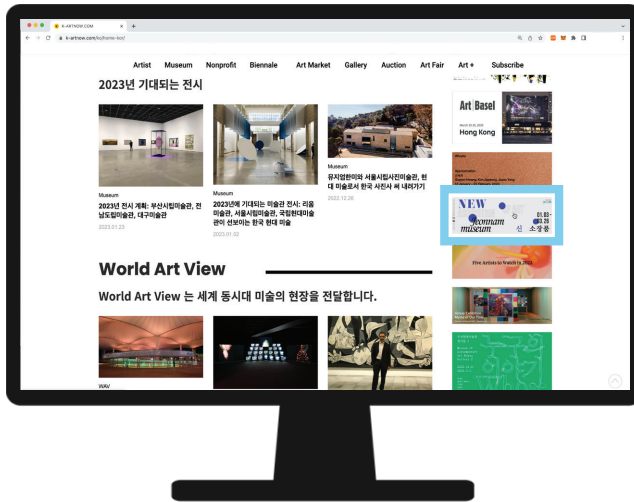 K-ARTNOW.COM
k-artnow.com/ko/home-kor/
Artist Museum Nonprofit Biennale Art Market Gallery Auction Art Fair Art + Subscribe
2023년 기대되는 전시
Museum
2023년 전시 계획: 부산시립미술관, 전
남도립미술관, 대구미술관
2023.01.23
Museum
2023년에 기대되는 미술관 전시: 리움
미술관, 서울시립미술관, 국립현대미술
관이 선보이는 한국 현대 미술
2023.01.02
Museum
뮤지엄한미와 서울시립사진미술관, 현
대 미술로서 한국 사진사 써 내려가기
2022.12.28
Art Basel
Hong Kong
NEW
Jeonnam
museum
01.03-
03.26
신 소장품
Five Artists to Watch in 2023
World Art View
World Art View 는 세계 동시대 미술의 현장을 전달합니다.
WAV